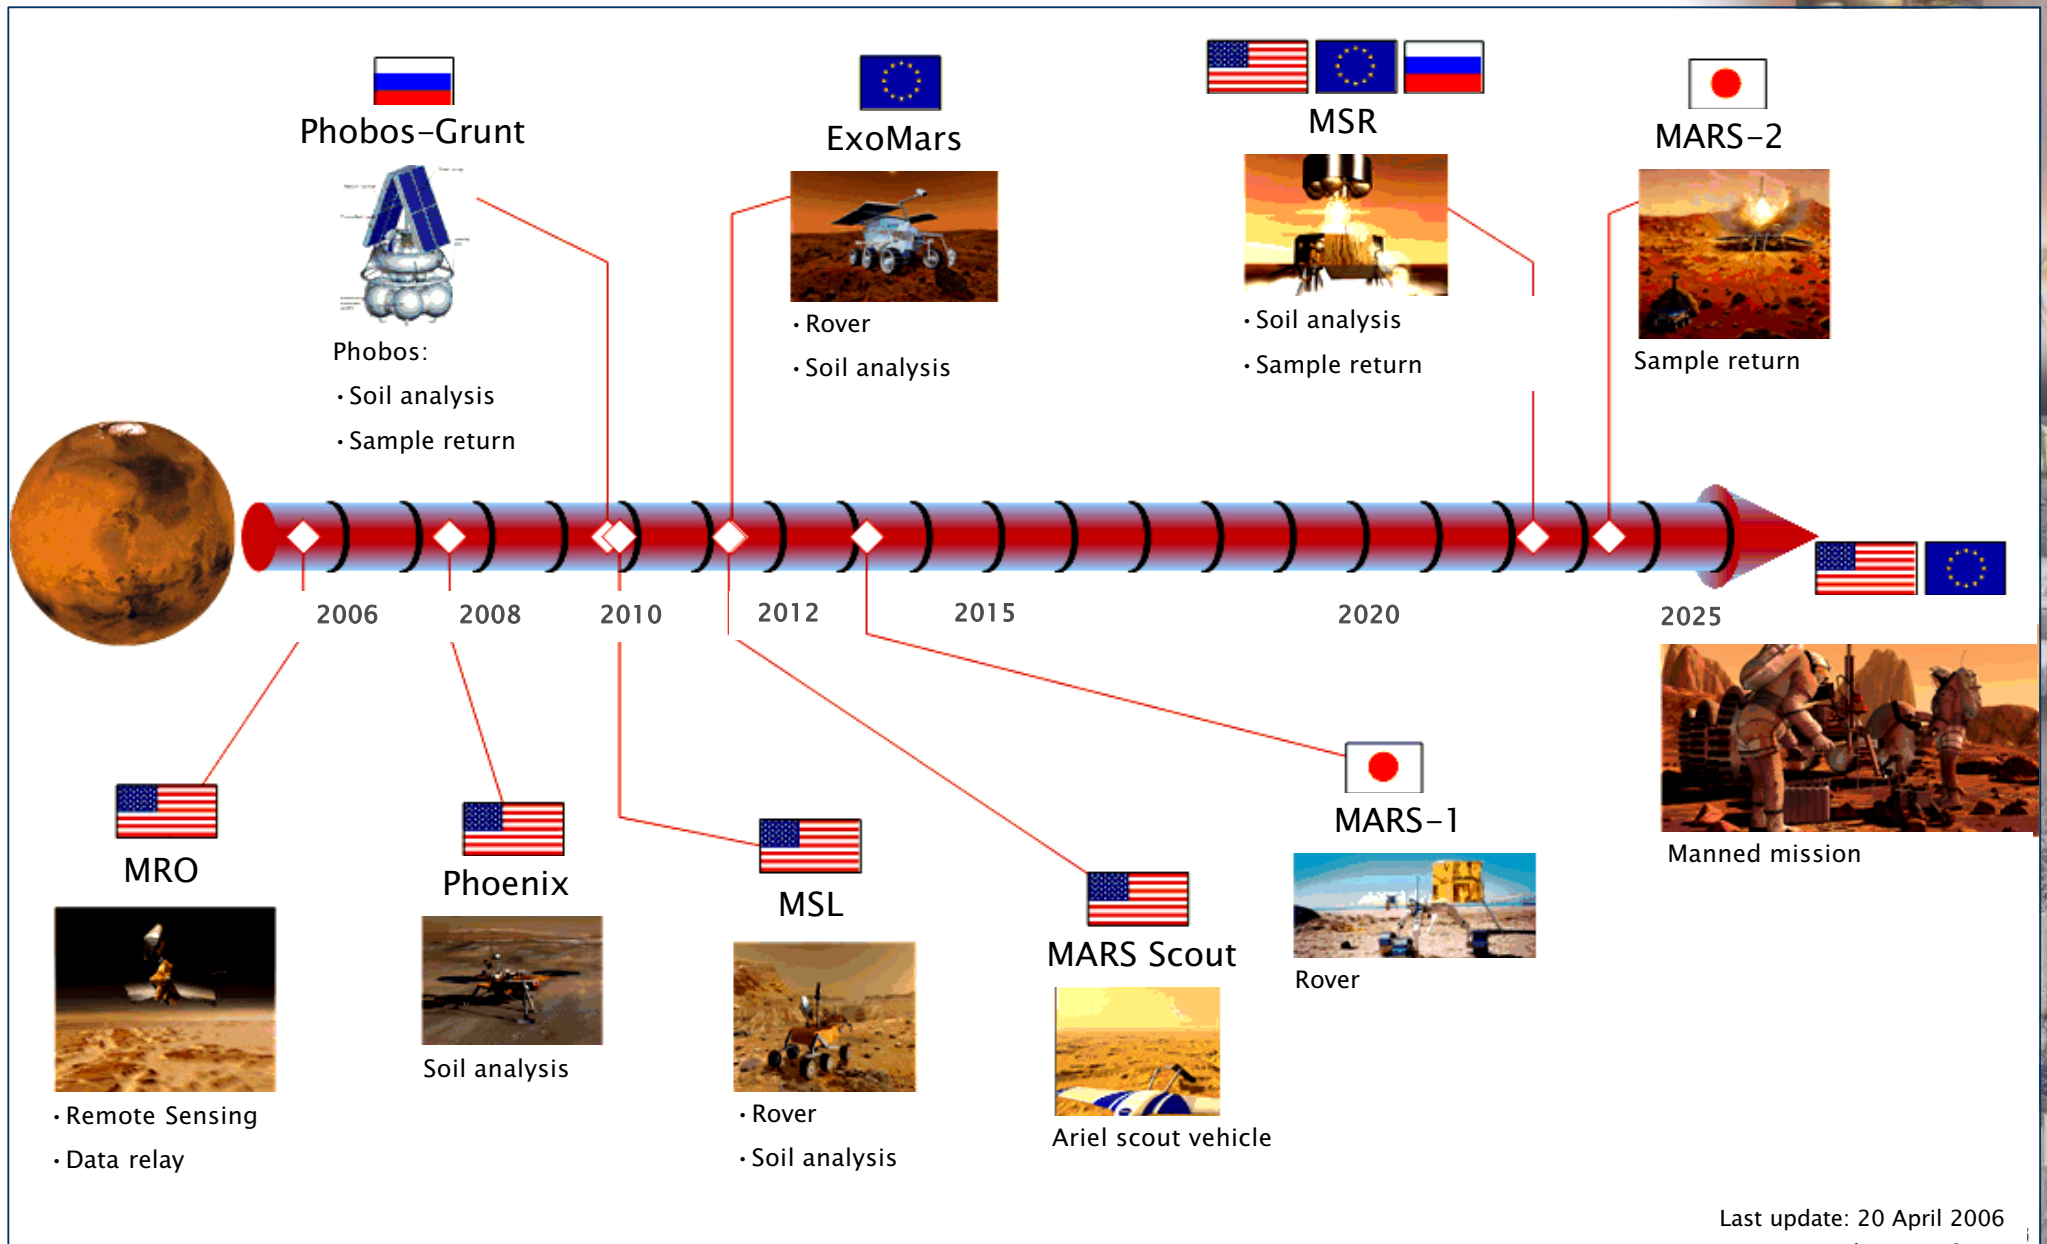 Phobos-Grunt
Phobos:
· Soil analysis
· Sample return
ExoMars
· Rover
· Soil analysis
MSR
· Soil analysis
· Sample return
MARS-2
Sample return
2006
2008
2010
2012
2015
2020
2025
MRO
· Remote Sensing
· Data relay
Phoenix
Soil analysis
MSL
· Rover
· Soil analysis
MARS Scout
Ariel scout vehicle
MARS-1
Rover
Manned mission
Last update: 20 April 2006